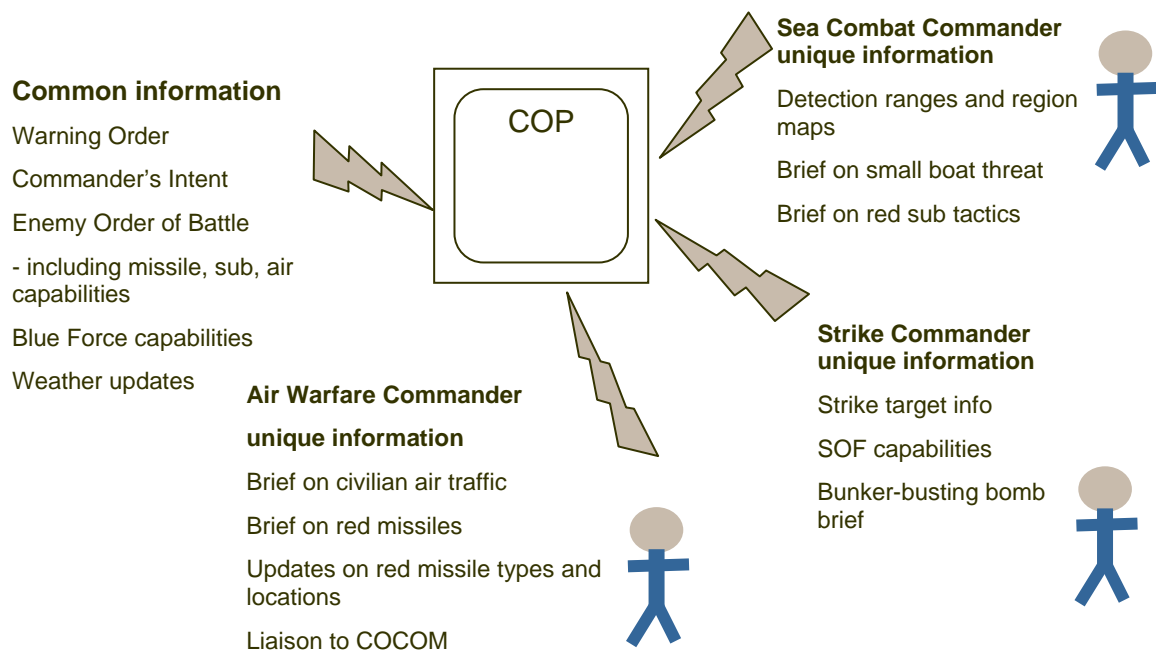 Common information
Warning Order
Commander's Intent
Enemy Order of Battle
- including missile, sub, air
capabilities
Blue Force capabilities
Weather updates
COP
Sea Combat Commander
unique information
Detection ranges and region
maps
Brief on small boat threat
Brief on red sub tactics
Strike Commander
unique information
Strike target info
SOF capabilities
Bunker-busting bomb
brief
Air Warfare Commander
unique information
Brief on civilian air traffic
Brief on red missiles
Updates on red missile types and
locations
Liaison to COCOM